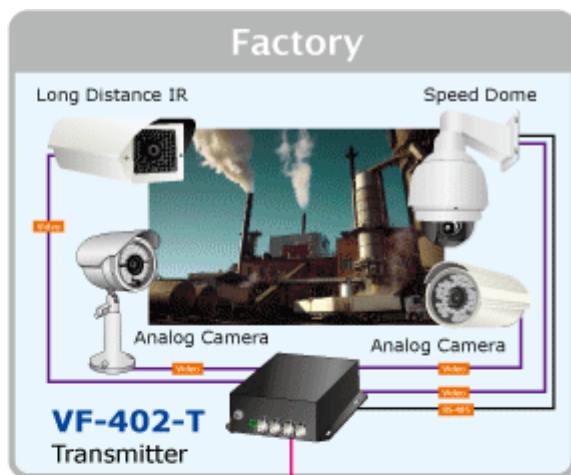 Factory
Long Distance IR
Speed Dome
Video
Analog Camera
Analog Camera
Video
Video
Video
RS-485
VF-402-T
Transmitter